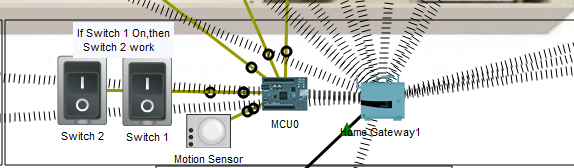 If Switch 1 On,then
Switch 2 work
Switch 2
Switch 1
MCU0
Home Gateway1
Motion Sensor